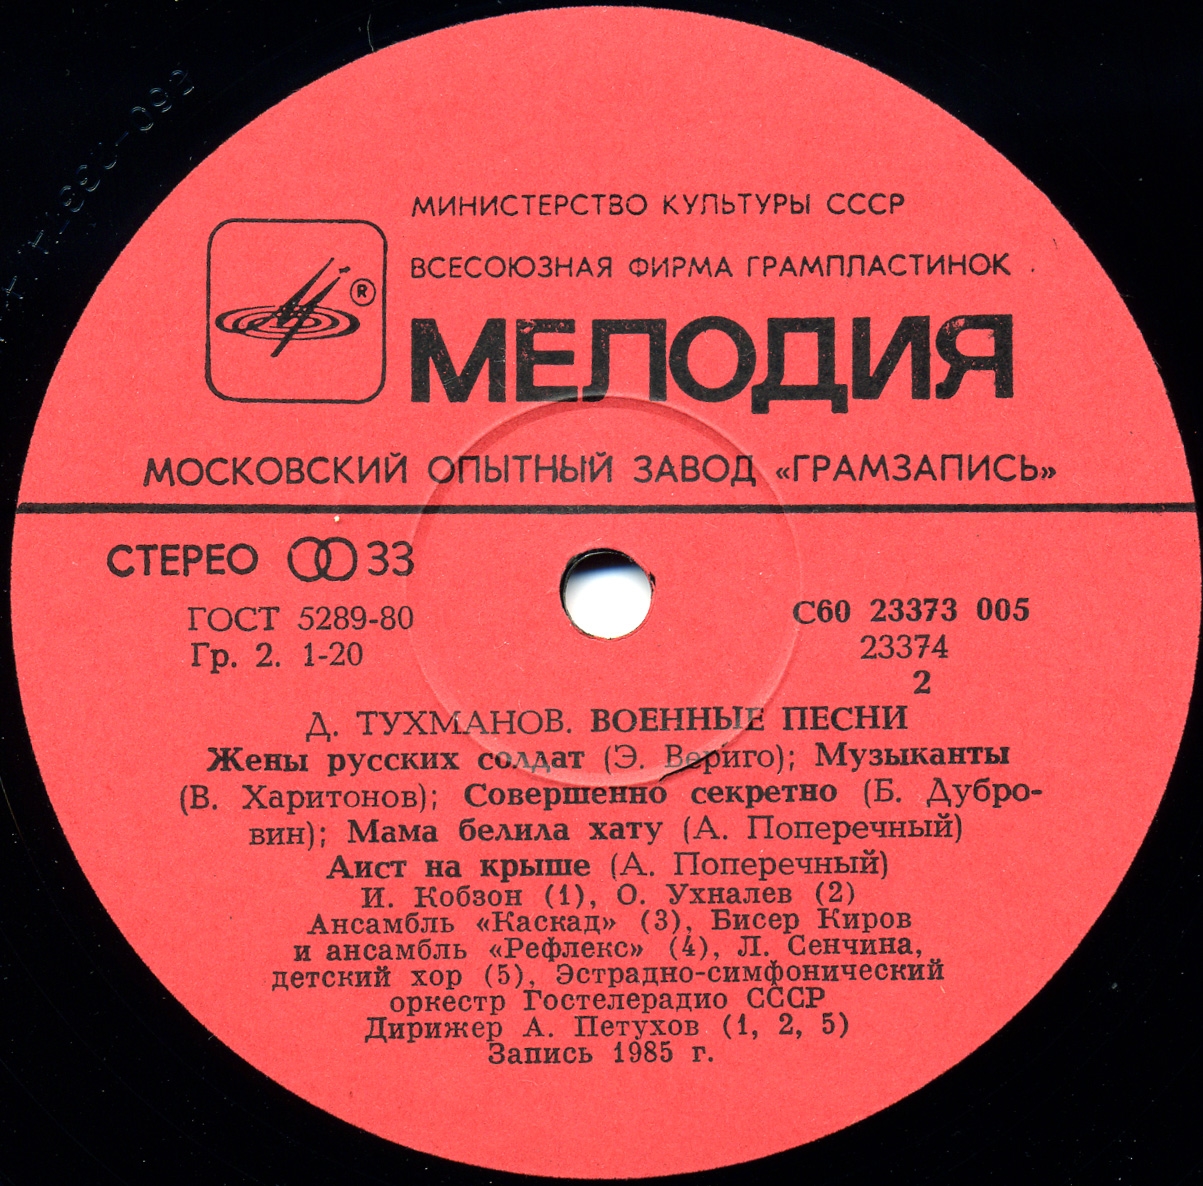 МИНИСТЕРСТВО КУЛЬТУРЫ СССР
ВСЕСОЮЗНАЯ ФИРМА ГРАМПЛАСТИНОК
®
МЕЛОДИЯ
МОСКОВСКИЙ ОПЫТНЫЙ ЗАВОД «ГРАМЗАПИСЬ»
СТЕРЕО 33
ГОСТ 5289-80
Гр. 2. 1-20
С60 23373 005
23374
2
Д. ТУХМАНОВ. ВОЕННЫЕ ПЕСНИ
Жены русских солдат (Э. Вериго); Музыканты
(В. Харитонов); Совершенно секретно (Б. Дубро-
вин); Мама белила хату (А. Поперечный)
Аист на крыше (А. Поперечный)
И. Кобзон (1), О. Ухналев (2)
Ансамбль «Каскад» (3), Бисер Киров
и ансамбль «Рефлекс» (4), Л. Сенчина,
детский хор (5), Эстрадно-симфонический
оркестр Гостелерадио СССР
Дирижер А. Петухов (1, 2, 5)
Запись 1985 г.